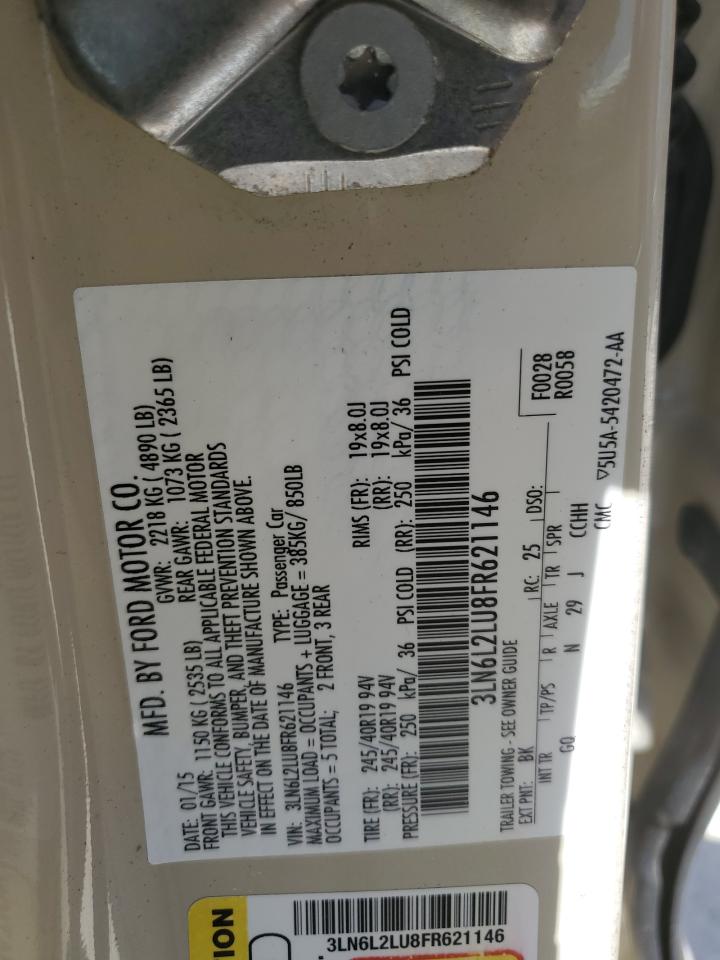 MFD. BY FORD MOTOR CO.
DATE: 01/15 GVWR: 2218 KG ( 4890 LB)
FRONT GAWR: 1150 KG ( 2535 LB) REAR GAWR: 1073 KG ( 2365 LB)
THIS VEHICLE CONFORMS TO ALL APPLICABLE FEDERAL MOTOR
VEHICLE SAFETY, BUMPER, AND THEFT PREVENTION STANDARDS
IN EFFECT ON THE DATE OF MANUFACTURE SHOWN ABOVE.
VIN: 3LN6L2LU8FR621146 TYPE: Passenger Car
MAXIMUM LOAD = OCCUPANTS + LUGGAGE = 385KG/ 850LB
OCCUPANTS = 5 TOTAL; 2 FRONT, 3 REAR
TIRE (FR): 245/40R19 94V RIMS (FR): 19x8.0J
(RR): 245/40R19 94V (RR): 19x8.0J
PRESSURE (FR): 250 kPa/ 36 PSI COLD (RR): 250 kPa/ 36 PSI COLD
3LN6L2LU8FR621146
TRAILER TOWING - SEE OWNER GUIDE
EXT PNT: BK RC: 25 DSO: F0028
INT TR TP/PS R AXLE TR SPR R0058
GQ N 29 J CCHH
CMC ▽5U5A-5420472-AA
TION
3LN6L2LU8FR621146